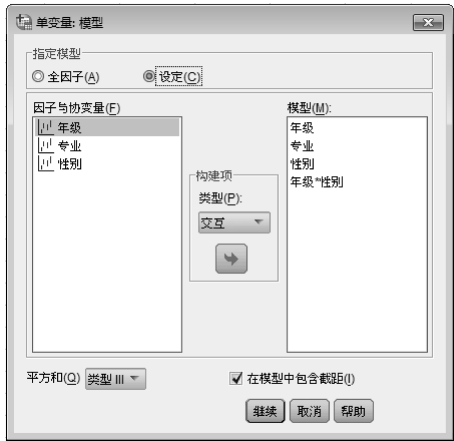 单变量: 模型
指定模型
全因子(A)
设定(C)
因子与协变量(F)
年级
专业
性别
构建项
类型(P):
交互
模型(M):
年级
专业
性别
年级*性别
平方和(Q) 类型 III
在模型中包含截距(I)
继续 取消 帮助